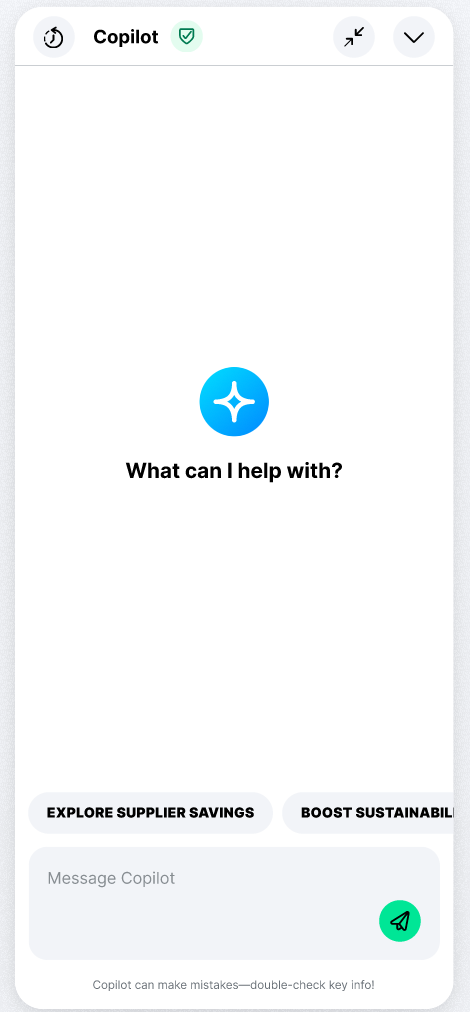 Copilot
What can I help with?
EXPLORE SUPPLIER SAVINGS
BOOST SUSTAINABIL
Message Copilot
Copilot can make mistakes—double-check key info!